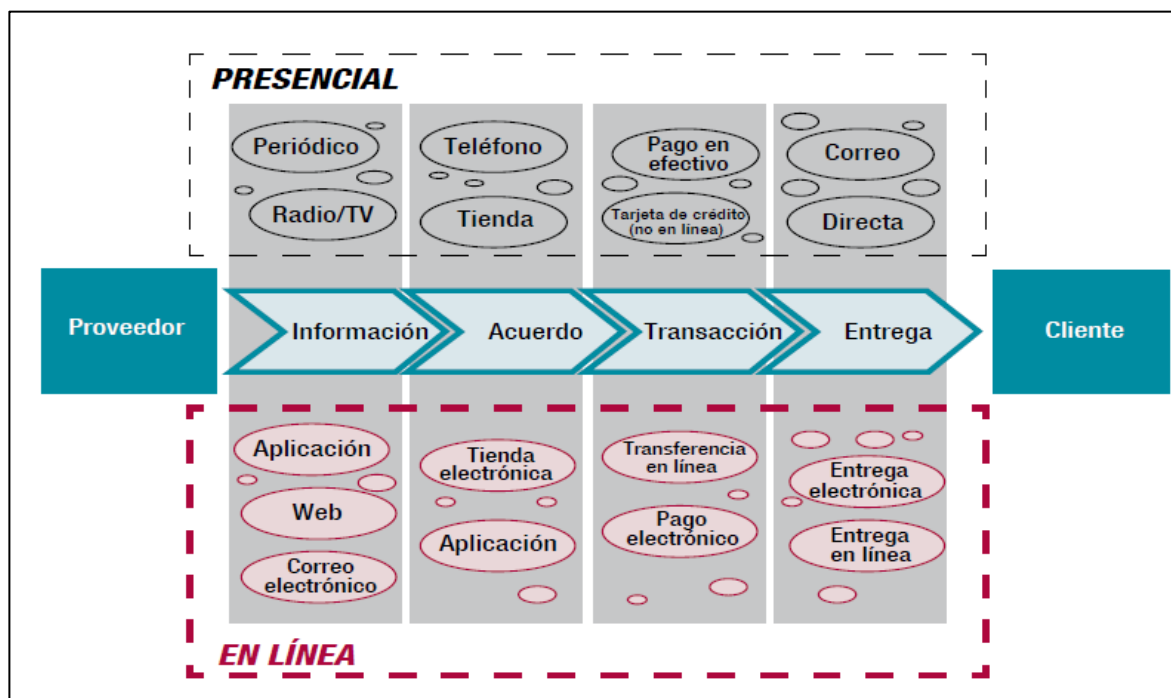 PRESENCIAL
Periódico
Radio/TV
Teléfono
Tienda
Pago en
efectivo
Tarjeta de crédito
(no en línea)
Correo
Directa
Proveedor
Información
Acuerdo
Transacción
Entrega
Cliente
Aplicación
Web
Correo
electrónico
Tienda
electrónica
Aplicación
Transferencia
en línea
Pago
electrónico
Entrega
electrónica
Entrega
en línea
EN LÍNEA